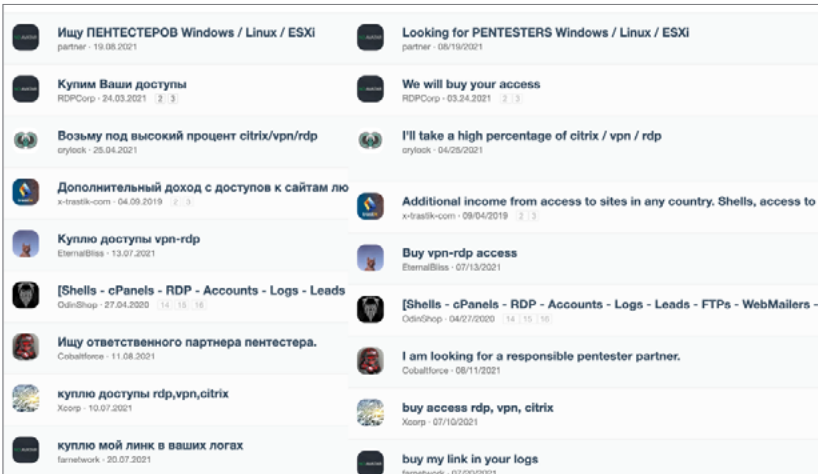 Ищу ПЕНТЕСТЕРОВ Windows / Linux / ESXi
partner · 19.08.2021
Купим Ваши доступы
RDPCorp · 24.03.2021 2 3
Возьму под высокий процент citrix/vpn/rdp
crylock · 25.04.2021
Дополнительный доход с доступов к сайтам лю
x-trastik-com · 04.09.2019 2 3
Куплю доступы vpn-rdp
EternalBliss · 13.07.2021
[Shells - cPanels - RDP - Accounts - Logs - Leads
OdinShop · 27.04.2020 14 15 16
Ищу ответственного партнера пентестера.
Cobaltforce · 11.08.2021
куплю доступы rdp,vpn,citrix
Xcorp · 10.07.2021
куплю мой линк в ваших логах
farnetwork · 20.07.2021
Looking for PENTESTERS Windows / Linux / ESXi
partner · 08/19/2021
We will buy your access
RDPCorp · 03.24.2021 2 3
I'll take a high percentage of citrix / vpn / rdp
crylock · 04/25/2021
Additional income from access to sites in any country. Shells, access to
x-trastik-com · 09/04/2019 2 3
Buy vpn-rdp access
EternalBliss · 07/13/2021
[Shells - cPanels - RDP - Accounts - Logs - Leads - FTPs - WebMailers -
OdinShop · 04/27/2020 14 15 16
I am looking for a responsible pentester partner.
Cobaltforce · 08/11/2021
buy access rdp, vpn, citrix
Xcorp · 07/10/2021
buy my link in your logs
farnetwork · 07/20/2021